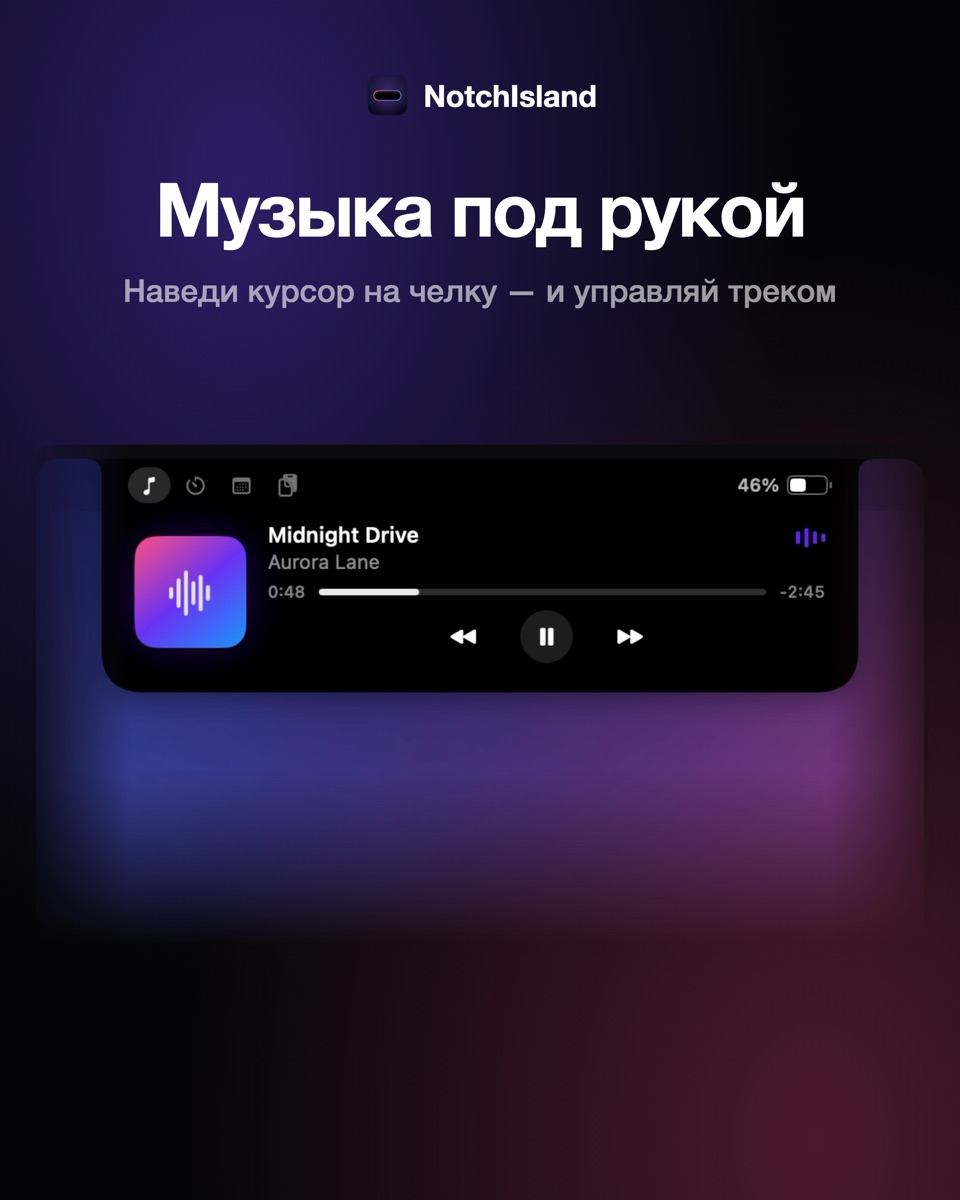 NotchIsland
Музыка под рукой
Наведи курсор на челку — и управляй треком
46%
Midnight Drive
Aurora Lane
0:48
-2:45